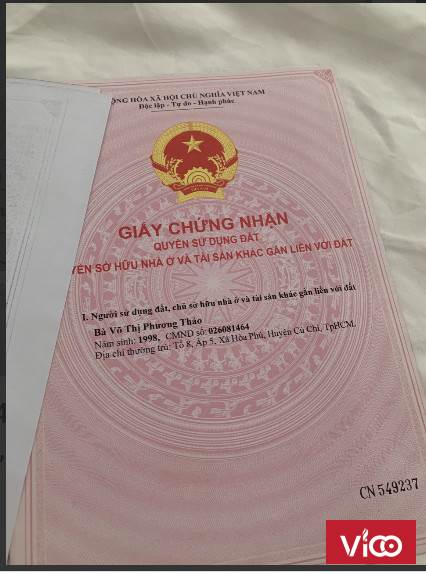 CỘNG HÒA XÃ HỘI CHỦ NGHĨA VIỆT NAM
Độc lập - Tự do - Hạnh phúc
GIẤY CHỨNG NHẬN
QUYỀN SỬ DỤNG ĐẤT
YỀN SỞ HỮU NHÀ Ở VÀ TÀI SẢN KHÁC GẮN LIỀN VỚI ĐẤT
I. Người sử dụng đất, chủ sở hữu nhà ở và tài sản khác gắn liền với đất
Bà Võ Thị Phương Thảo
Năm sinh: 1998, CMND số: 026081464
Địa chỉ thường trú: Tổ 8, Ấp 5, Xã Hòa Phú, Huyện Củ Chi, TpHCM.
CN 549237
Vico